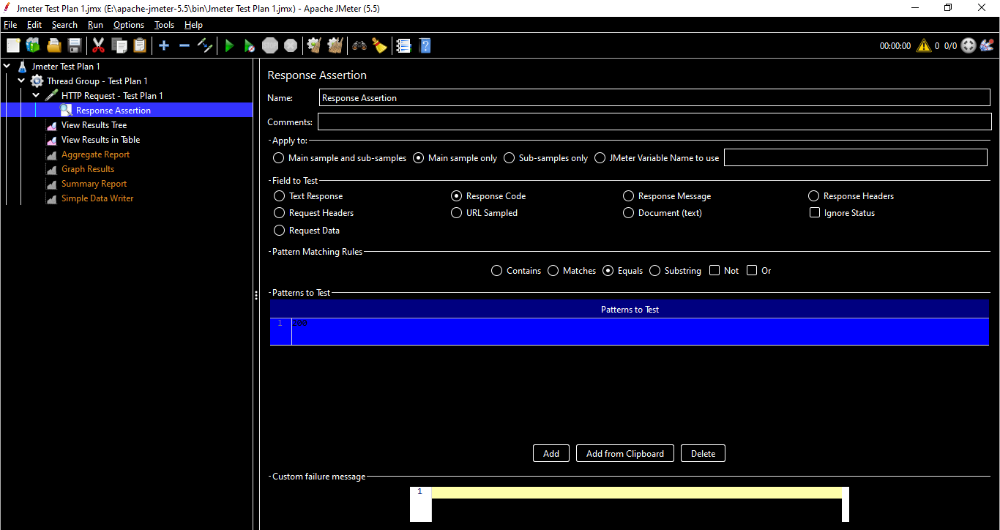 Jmeter Test Plan 1.jmx (E:\apache-jmeter-5.5\bin\Jmeter Test Plan 1.jmx) - Apache JMeter (5.5)
File Edit Search Run Options Tools Help
00:00:00 0 0/0
Jmeter Test Plan 1
Thread Group - Test Plan 1
HTTP Request - Test Plan 1
Response Assertion
View Results Tree
View Results in Table
Aggregate Report
Graph Results
Summary Report
Simple Data Writer
Response Assertion
Name: Response Assertion
Comments:
Apply to:
Main sample and sub-samples Main sample only Sub-samples only JMeter Variable Name to use
Field to Test
Text Response Response Code Response Message Response Headers
Request Headers URL Sampled Document (text) Ignore Status
Request Data
Pattern Matching Rules
Contains Matches Equals Substring Not Or
Patterns to Test
Patterns to Test
1 200
Add Add from Clipboard Delete
Custom failure message
1